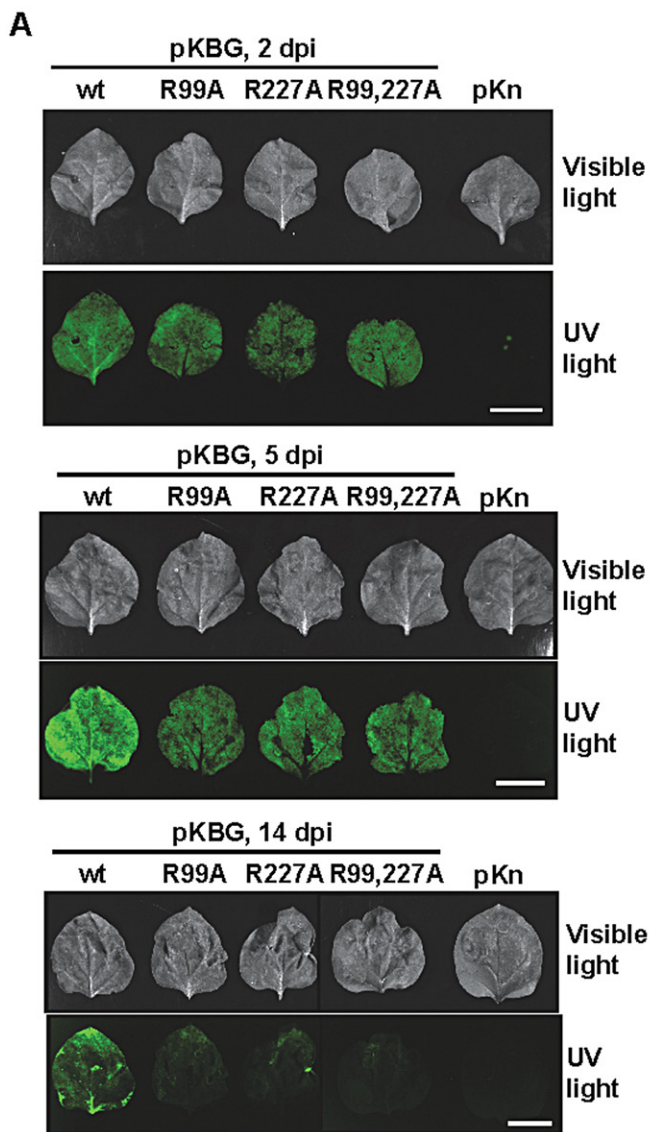 A
pKBG, 2 dpi
wt R99A R227A R99,227A pKn
Visible
light
UV
light
pKBG, 5 dpi
wt R99A R227A R99,227A pKn
Visible
light
UV
light
pKBG, 14 dpi
wt R99A R227A R99,227A pKn
Visible
light
UV
light